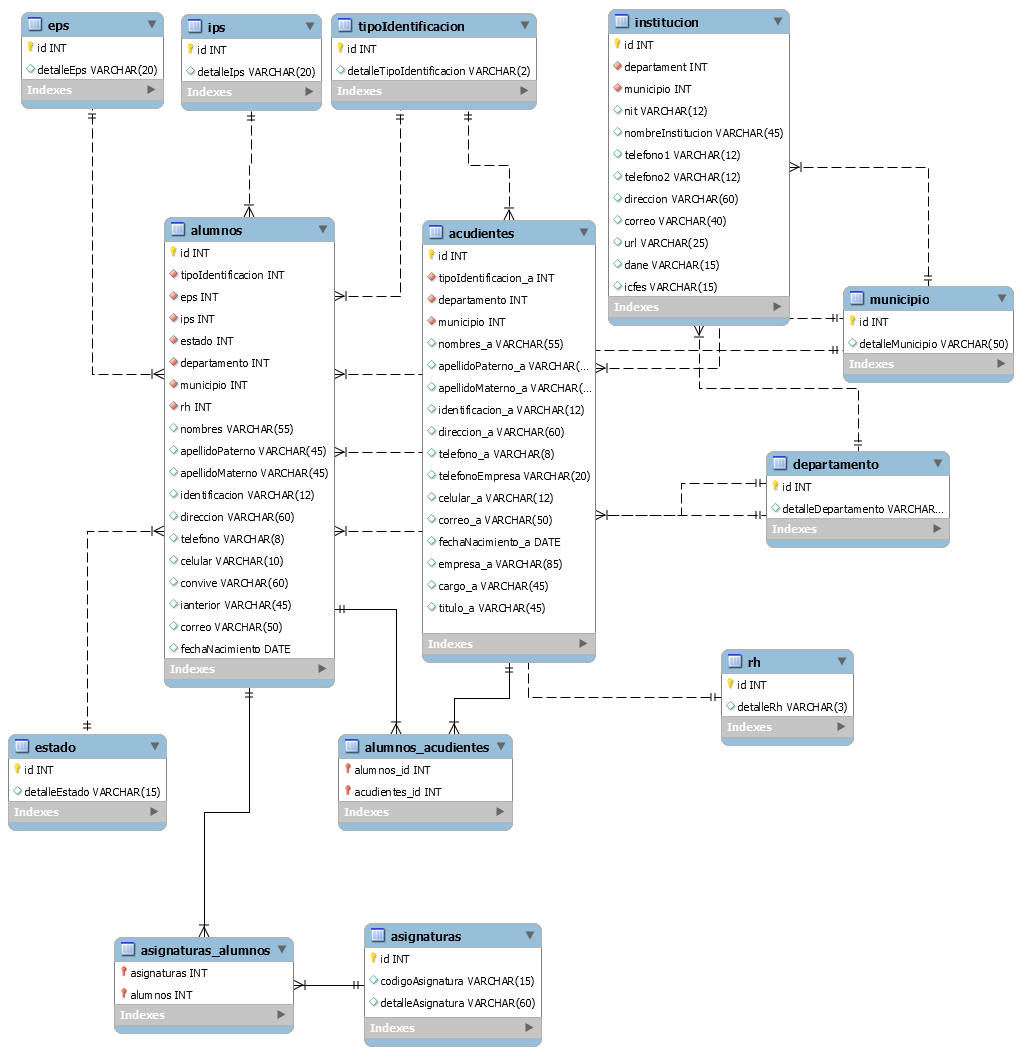 eps
id INT
detalleEps VARCHAR(20)
Indexes
ips
id INT
detalleIps VARCHAR(20)
Indexes
tipoIdentificacion
id INT
detalleTipoIdentificacion VARCHAR(2)
Indexes
institucion
id INT
departament INT
municipio INT
nit VARCHAR(12)
nombreInstitucion VARCHAR(45)
telefono1 VARCHAR(12)
telefono2 VARCHAR(12)
direccion VARCHAR(60)
correo VARCHAR(40)
url VARCHAR(25)
dane VARCHAR(15)
icfes VARCHAR(15)
Indexes
alumnos
id INT
tipoIdentificacion INT
eps INT
ips INT
estado INT
departamento INT
municipio INT
rh INT
nombres VARCHAR(55)
apellidoPaterno VARCHAR(45)
apellidoMaterno VARCHAR(45)
identificacion VARCHAR(12)
direccion VARCHAR(60)
telefono VARCHAR(8)
celular VARCHAR(10)
convive VARCHAR(60)
ianterior VARCHAR(45)
correo VARCHAR(50)
fechaNacimiento DATE
Indexes
acudientes
id INT
tipoIdentificacion_a INT
departamento INT
municipio INT
nombres_a VARCHAR(55)
apellidoPaterno_a VARCHAR(...
apellidoMaterno_a VARCHAR(...
identificacion_a VARCHAR(12)
direccion_a VARCHAR(60)
telefono_a VARCHAR(8)
telefonoEmpresa VARCHAR(20)
celular_a VARCHAR(12)
correo_a VARCHAR(50)
fechaNacimiento_a DATE
empresa_a VARCHAR(85)
cargo_a VARCHAR(45)
titulo_a VARCHAR(45)
Indexes
municipio
id INT
detalleMunicipio VARCHAR(50)
Indexes
departamento
id INT
detalleDepartamento VARCHAR...
Indexes
rh
id INT
detalleRh VARCHAR(3)
Indexes
estado
id INT
detalleEstado VARCHAR(15)
Indexes
alumnos_acudientes
alumnos_id INT
acudientes_id INT
Indexes
asignaturas_alumnos
asignaturas INT
alumnos INT
Indexes
asignaturas
id INT
codigoAsignatura VARCHAR(15)
detalleAsignatura VARCHAR(60)
Indexes